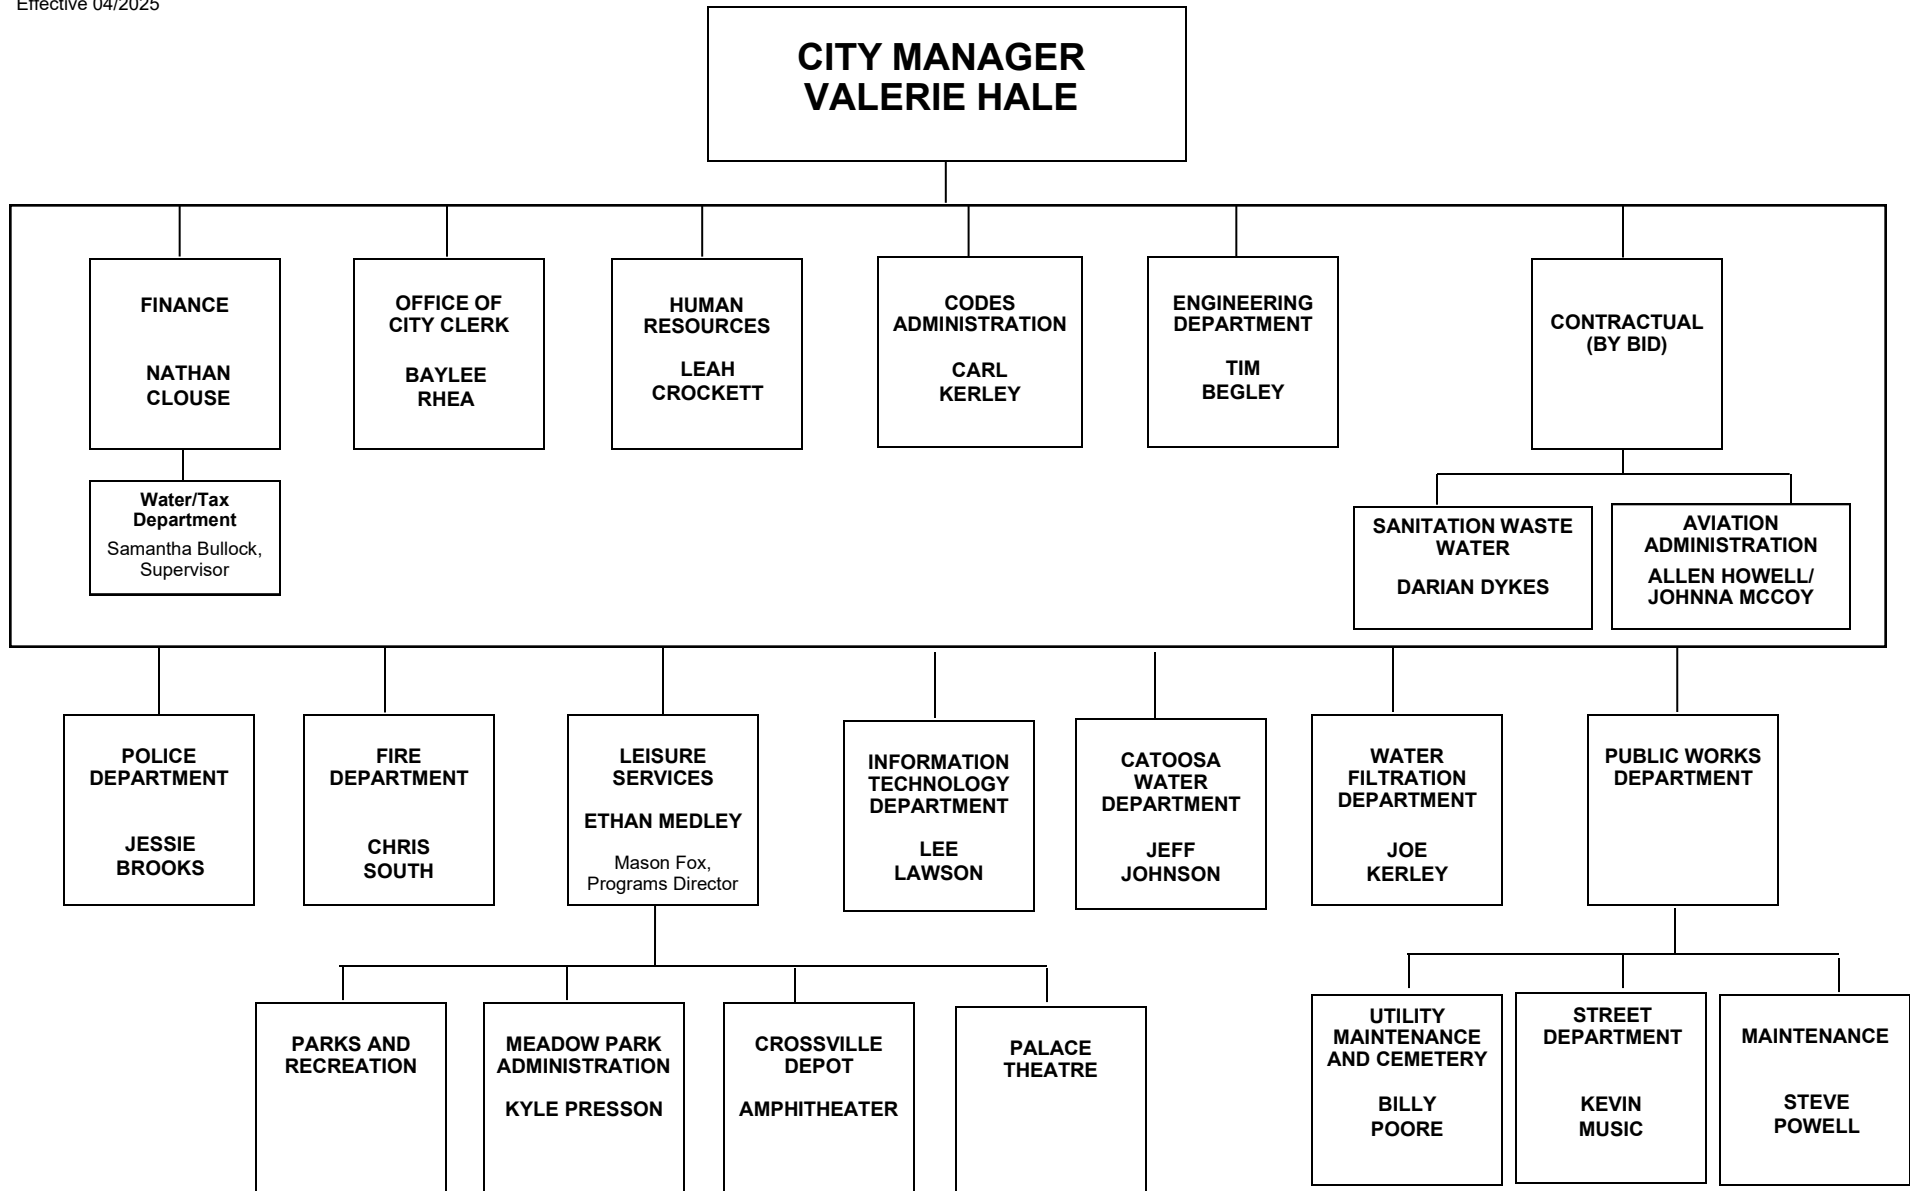 Effective 04/2025
CITY MANAGER
VALERIE HALE
FINANCE
NATHAN
CLOUSE
OFFICE OF
CITY CLERK
BAYLEE
RHEA
HUMAN
RESOURCES
LEAH
CROCKETT
CODES
ADMINISTRATION
CARL
KERLEY
ENGINEERING
DEPARTMENT
TIM
BEGLEY
CONTRACTUAL
(BY BID)
Water/Tax
Department
Samantha Bullock,
Supervisor
SANITATION WASTE
WATER
DARIAN DYKES
AVIATION
ADMINISTRATION
ALLEN HOWELL/
JOHNNA MCCOY
POLICE
DEPARTMENT
JESSIE
BROOKS
FIRE
DEPARTMENT
CHRIS
SOUTH
LEISURE
SERVICES
ETHAN MEDLEY
Mason Fox,
Programs Director
INFORMATION
TECHNOLOGY
DEPARTMENT
LEE
LAWSON
CATOOSA
WATER
DEPARTMENT
JEFF
JOHNSON
WATER
FILTRATION
DEPARTMENT
JOE
KERLEY
PUBLIC WORKS
DEPARTMENT
PARKS AND
RECREATION
MEADOW PARK
ADMINISTRATION
KYLE PRESSON
CROSSVILLE
DEPOT
AMPHITHEATER
PALACE
THEATRE
UTILITY
MAINTENANCE
AND CEMETERY
BILLY
POORE
STREET
DEPARTMENT
KEVIN
MUSIC
MAINTENANCE
STEVE
POWELL